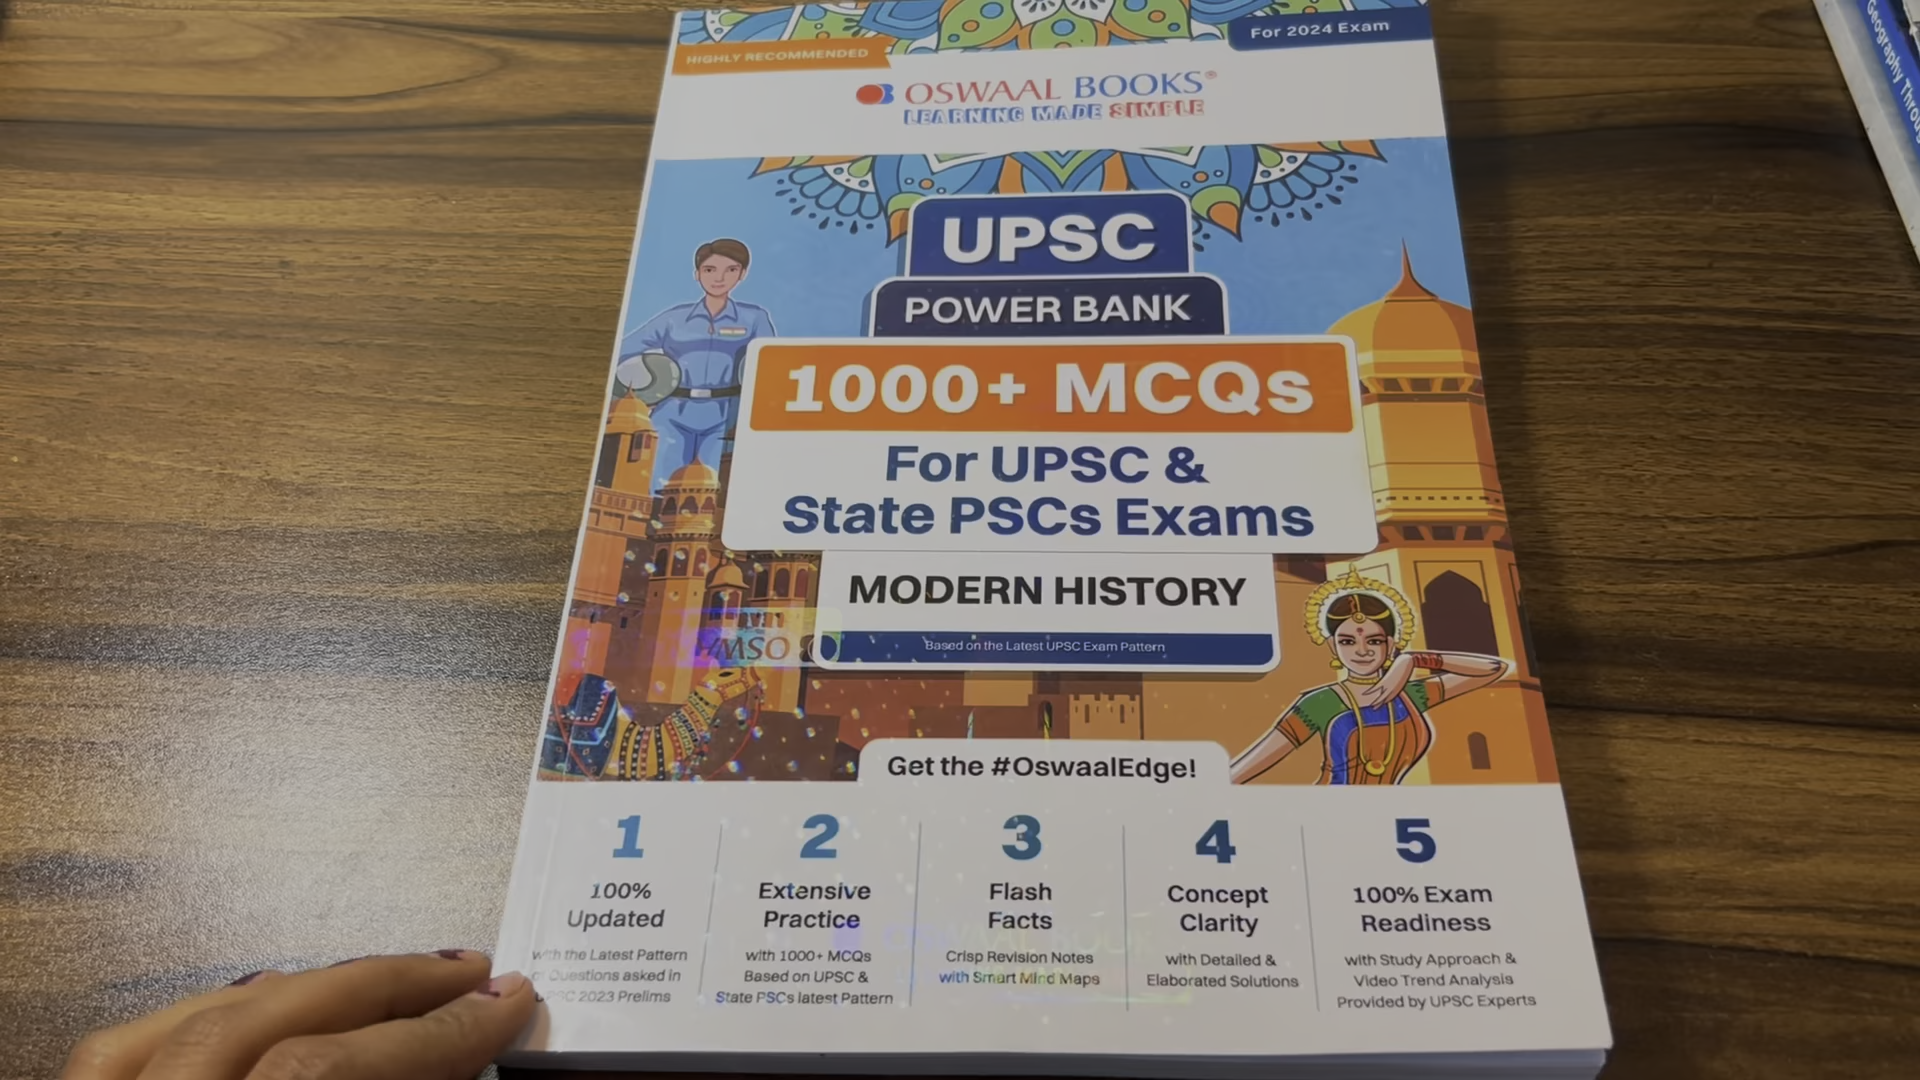 For 2024 Exam
HIGHLY RECOMMENDED
OSWAAL BOOKS®
LEARNING MADE SIMPLE
UPSC
POWER BANK
1000+ MCQs
For UPSC &
State PSCs Exams
MODERN HISTORY
Based on the Latest UPSC Exam Pattern
Get the #OswaalEdge!
1
100%
Updated
with the Latest Pattern
of Questions asked in
UPSC 2023 Prelims
2
Extensive
Practice
with 1000+ MCQs
Based on UPSC &
State PSCs latest Pattern
3
Flash
Facts
Crisp Revision Notes
with Smart Mind Maps
4
Concept
Clarity
with Detailed &
Elaborated Solutions
5
100% Exam
Readiness
with Study Approach &
Video Trend Analysis
Provided by UPSC Experts
Geography